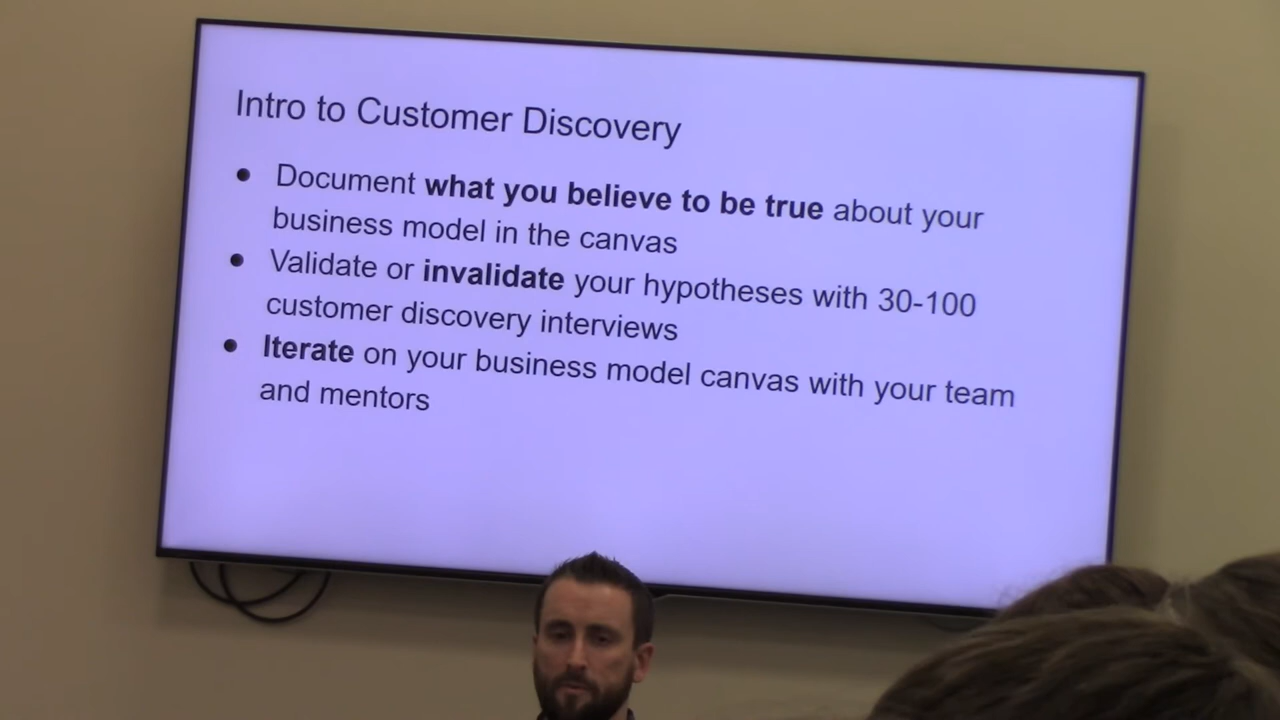 Intro to Customer Discovery
● Document what you believe to be true about your
business model in the canvas
● Validate or invalidate your hypotheses with 30-100
customer discovery interviews
● Iterate on your business model canvas with your team
and mentors